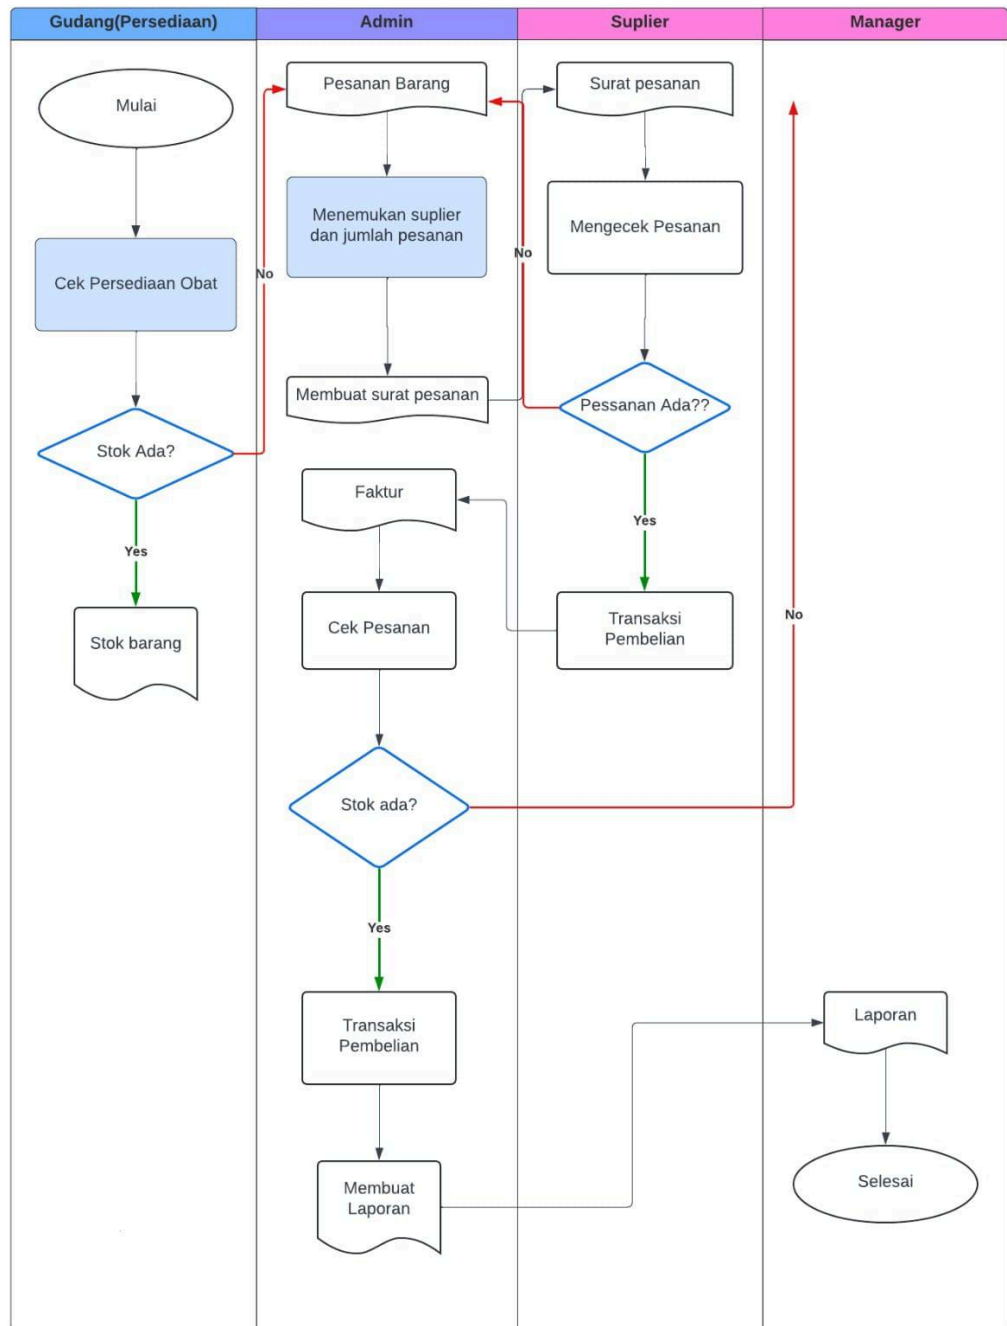 Gudang(Persediaan)
Admin
Suplier
Manager
Mulai
Cek Persediaan Obat
Stok Ada?
No
Yes
Stok barang
Pesanan Barang
Menemukan suplier
dan jumlah pesanan
Membuat surat pesanan
Surat pesanan
Mengecek Pesanan
Pessanan Ada??
No
Yes
Transaksi
Pembelian
Faktur
Cek Pesanan
Stok ada?
No
Yes
Transaksi
Pembelian
Membuat
Laporan
Laporan
Selesai